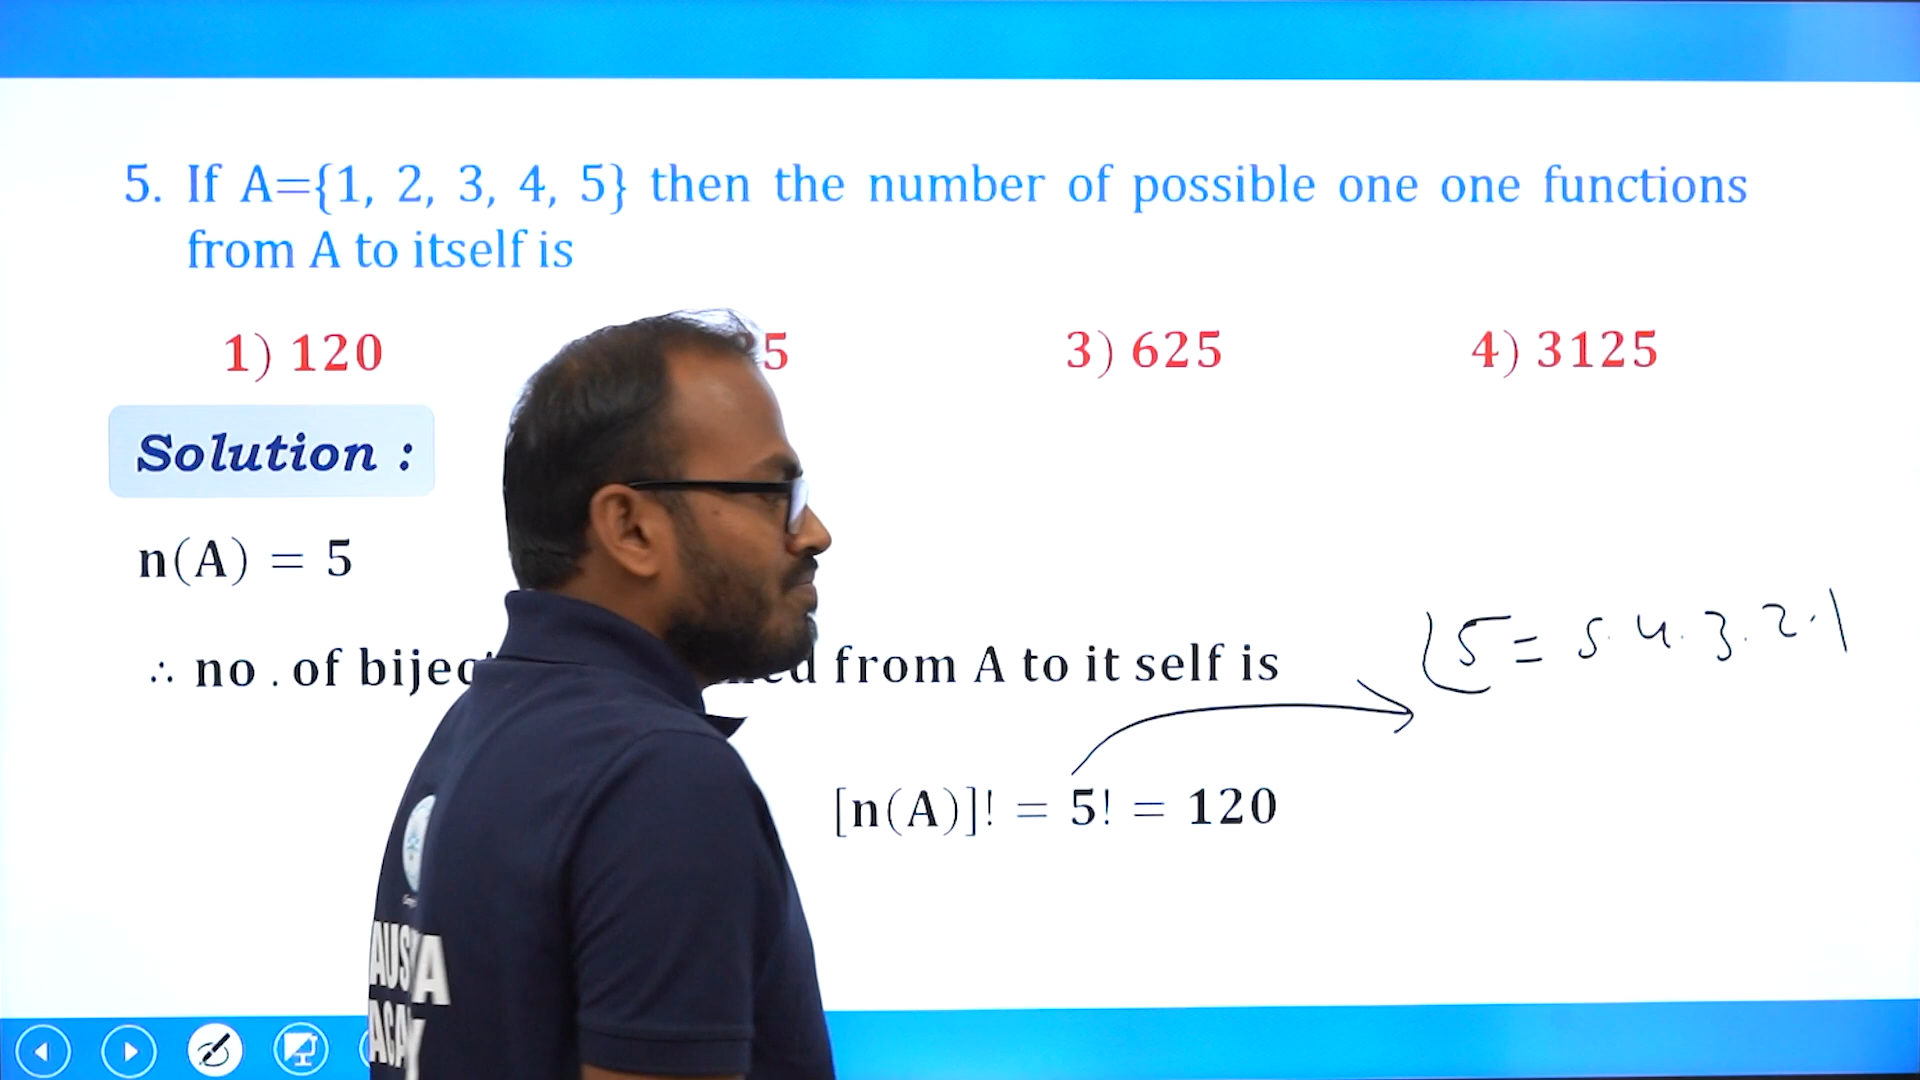 5. If A={1, 2, 3, 4, 5} then the number of possible one one functions
from A to itself is
1) 120
3) 625
4) 3125
Solution :
n(A) = 5
∴ no . of from A to it self is
⌊5 = 5.4.3.2.1
[n(A)]! = 5! = 120